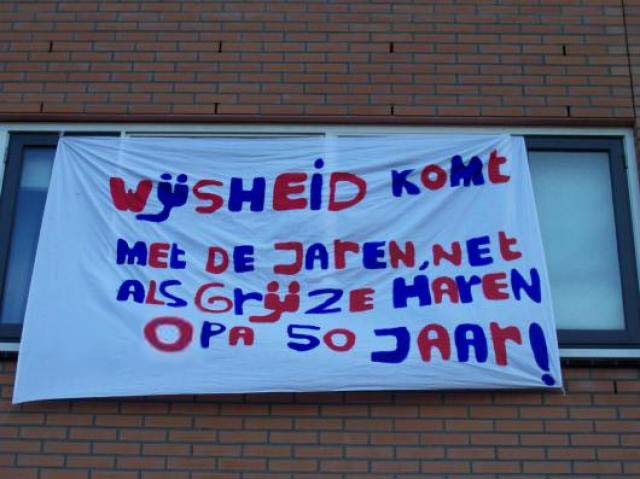 WijSHEiD KOMt
MEt DE JArEN, NEt
ALS GrijZE HArEN
OPA 50 JAAr!